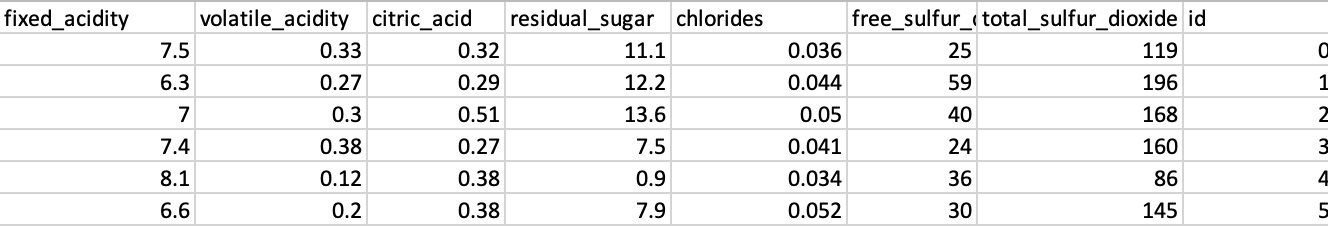 fixed_acidity volatile_acidity citric_acid residual_sugar chlorides free_sulfur_ total_sulfur_dioxide id
7.5 0.33 0.32 11.1 0.036 25 119 0
6.3 0.27 0.29 12.2 0.044 59 196 1
7 0.3 0.51 13.6 0.05 40 168 2
7.4 0.38 0.27 7.5 0.041 24 160 3
8.1 0.12 0.38 0.9 0.034 36 86 4
6.6 0.2 0.38 7.9 0.052 30 145 5